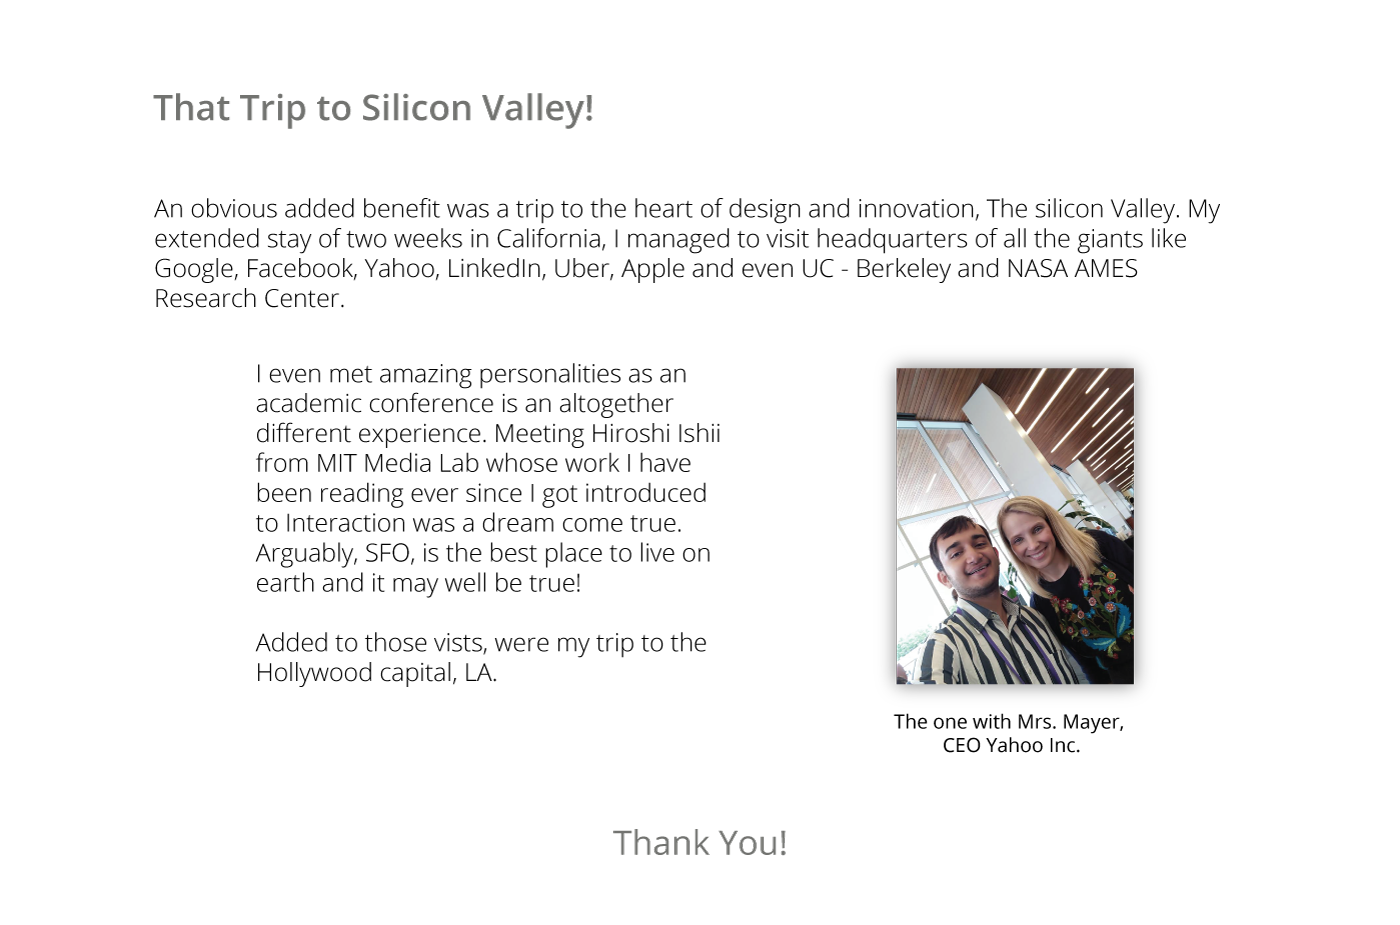 That Trip to Silicon Valley!
An obvious added benefit was a trip to the heart of design and innovation, The silicon Valley. My
extended stay of two weeks in California, I managed to visit headquarters of all the giants like
Google, Facebook, Yahoo, LinkedIn, Uber, Apple and even UC - Berkeley and NASA AMES
Research Center.
I even met amazing personalities as an
academic conference is an altogether
different experience. Meeting Hiroshi Ishii
from MIT Media Lab whose work I have
been reading ever since I got introduced
to Interaction was a dream come true.
Arguably, SFO, is the best place to live on
earth and it may well be true!
Added to those vists, were my trip to the
Hollywood capital, LA.
The one with Mrs. Mayer,
CEO Yahoo Inc.
Thank You!